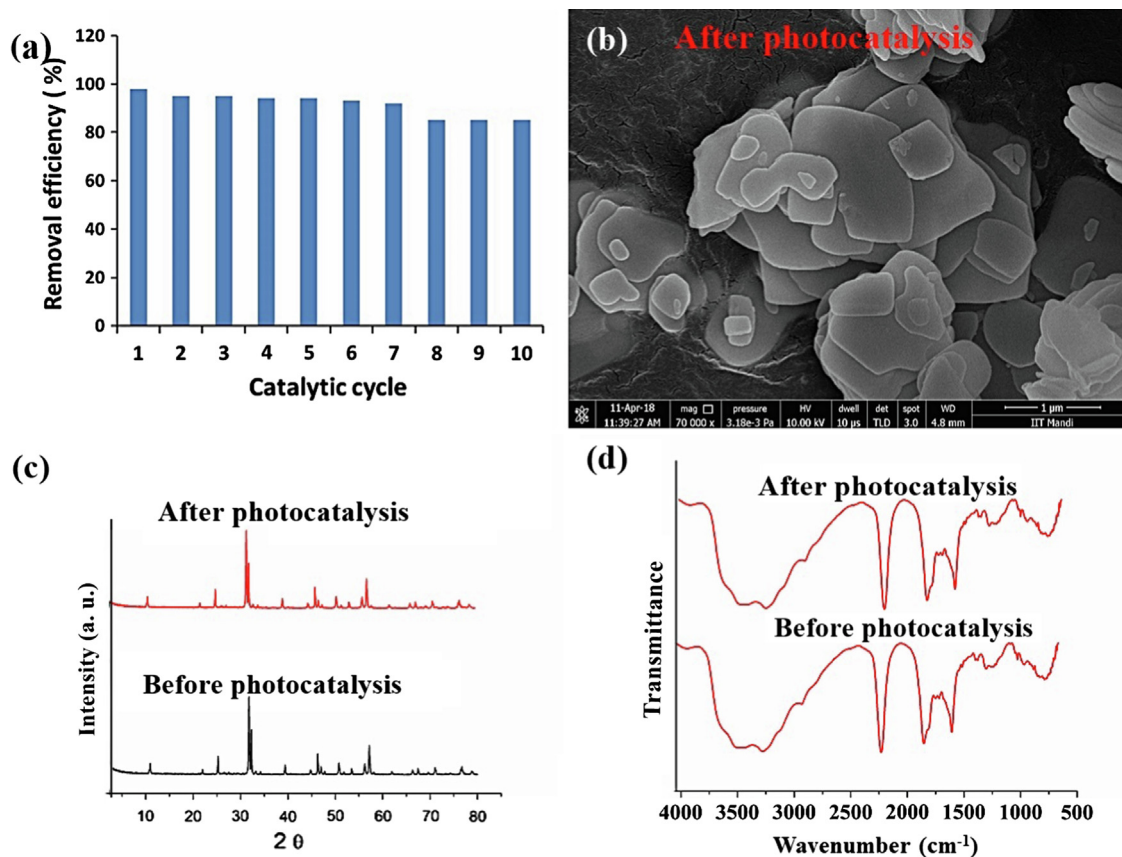 (a)
120
100
80
60
40
20
0
Removal efficiency ( %)
1 2 3 4 5 6 7 8 9 10
Catalytic cycle
(b)
After photocatalysis
11-Apr-18 mag □ pressure HV dwell det spot WD 1 µm
11:39:27 AM 70 000 x 3.18e-3 Pa 10.00 kV 10 µs TLD 3.0 4.8 mm IIT Mandi
(c)
After photocatalysis
Before photocatalysis
Intensity (a. u.)
10 20 30 40 50 60 70 80
2 θ
(d)
After photocatalysis
Before photocatalysis
Transmittance
4000 3500 3000 2500 2000 1500 1000 500
Wavenumber (cm⁻¹)